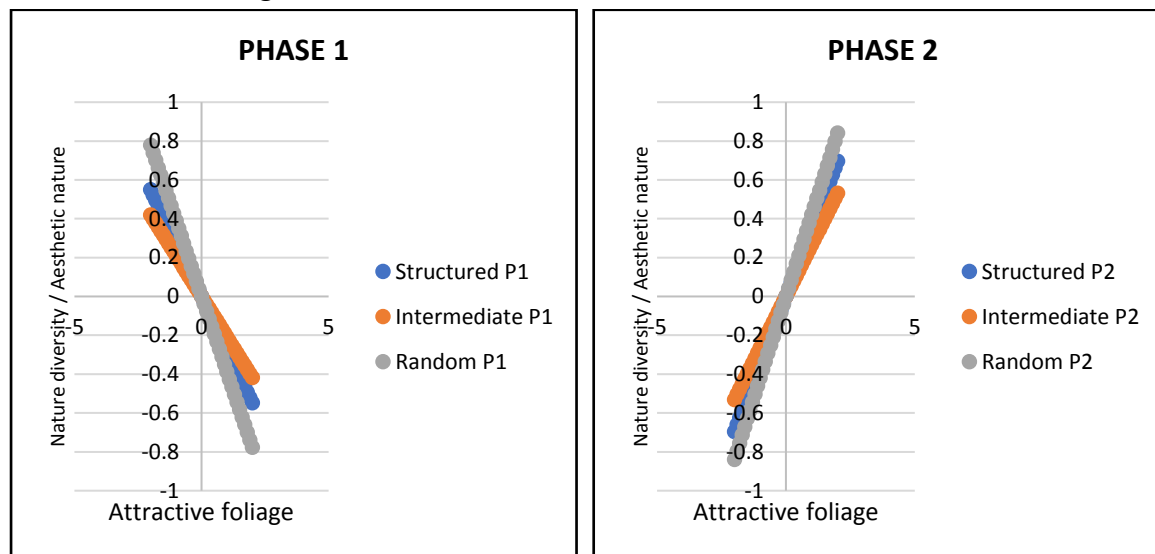 PHASE 1
Nature diversity / Aesthetic nature
1
0.8
0.6
0.4
0.2
0
-0.2
-0.4
-0.6
-0.8
-1
-5
0
5
Attractive foliage
Structured P1
Intermediate P1
Random P1
PHASE 2
Nature diversity / Aesthetic nature
1
0.8
0.6
0.4
0.2
0
-0.2
-0.4
-0.6
-0.8
-1
-5
0
5
Attractive foliage
Structured P2
Intermediate P2
Random P2